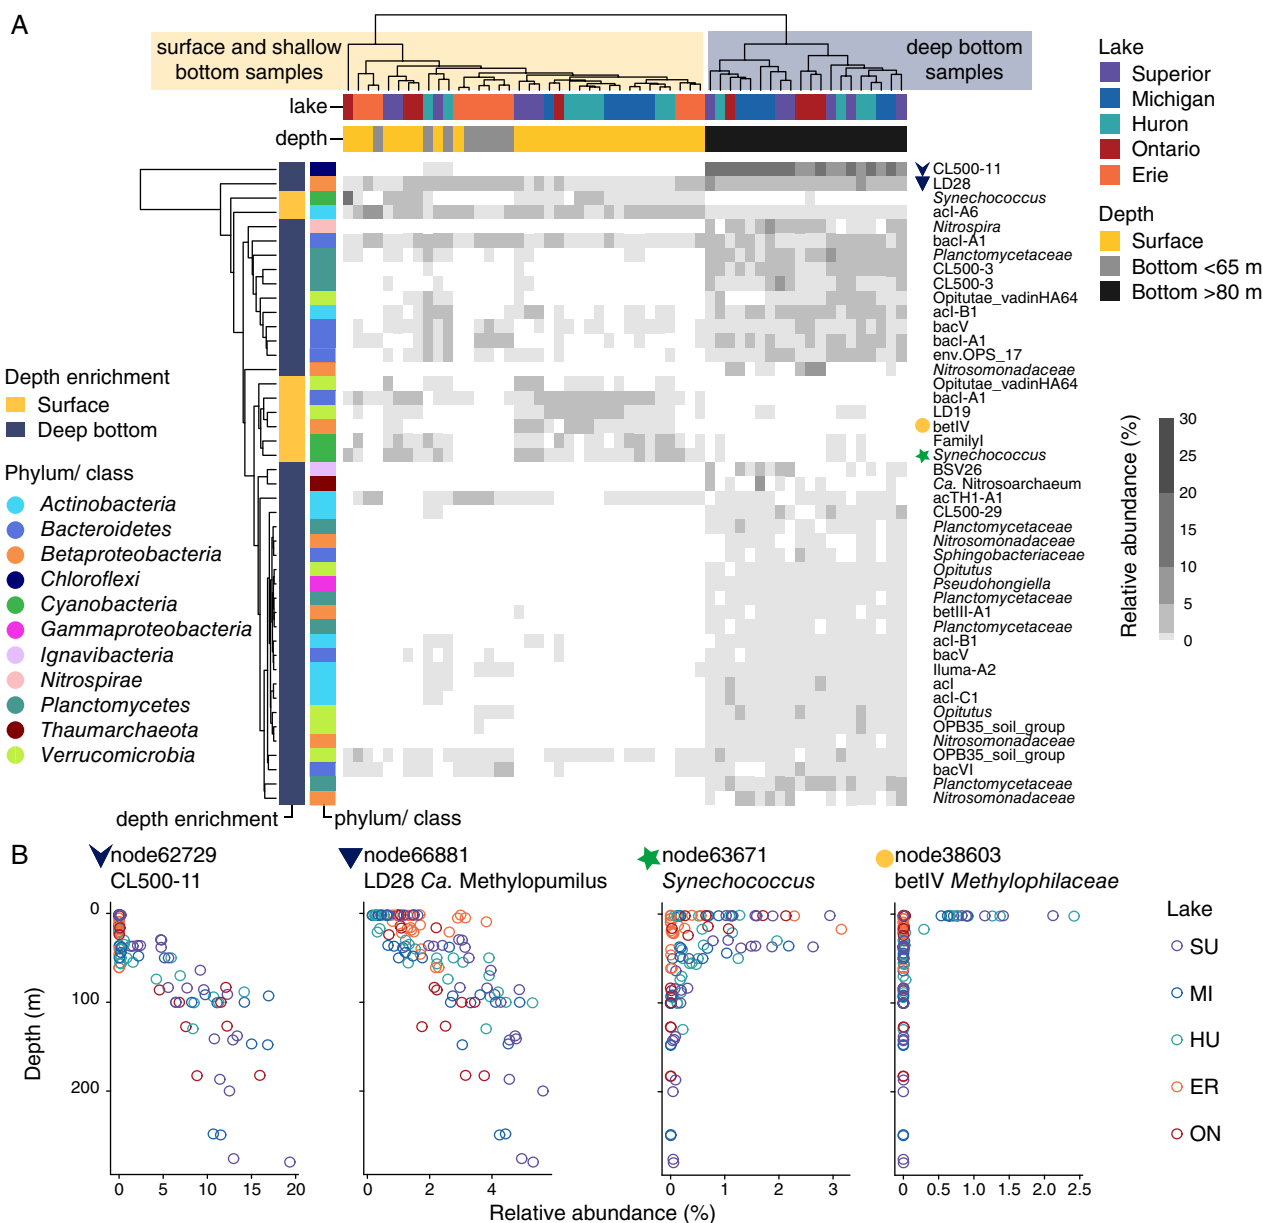 A
surface and shallow
bottom samples
deep bottom
samples
lake
depth
Lake
Superior
Michigan
Huron
Ontario
Erie
Depth
Surface
Bottom <65 m
Bottom >80 m
CL500-11
LD28
Synechococcus
acI-A6
Nitrospira
bacI-A1
Planctomycetaceae
CL500-3
CL500-3
Opitutae_vadinHA64
acI-B1
bacV
bacI-A1
env.OPS_17
Nitrosomonadaceae
Opitutae_vadinHA64
bacI-A1
LD19
betIV
FamilyI
Synechococcus
BSV26
Ca. Nitrosoarchaeum
acTH1-A1
CL500-29
Planctomycetaceae
Nitrosomonadaceae
Sphingobacteriaceae
Opitutus
Pseudohongiella
Planctomycetaceae
betIII-A1
Planctomycetaceae
acI-B1
bacV
Iluma-A2
acI
acI-C1
Opitutus
OPB35_soil_group
Nitrosomonadaceae
OPB35_soil_group
bacVI
Planctomycetaceae
Nitrosomonadaceae
Depth enrichment
Surface
Deep bottom
Phylum/ class
Actinobacteria
Bacteroidetes
Betaproteobacteria
Chloroflexi
Cyanobacteria
Gammaproteobacteria
Ignavibacteria
Nitrospirae
Planctomycetes
Thaumarchaeota
Verrucomicrobia
Relative abundance (%)
30
25
20
15
10
5
0
depth enrichment
phylum/ class
B
node62729
CL500-11
node66881
LD28 Ca. Methylopumilus
node63671
Synechococcus
node38603
betIV Methylophilaceae
Depth (m)
0
100
200
0 5 10 15 20
0 2 4
0 1 2 3
0 0.5 1.0 1.5 2.0 2.5
Relative abundance (%)
Lake
SU
MI
HU
ER
ON